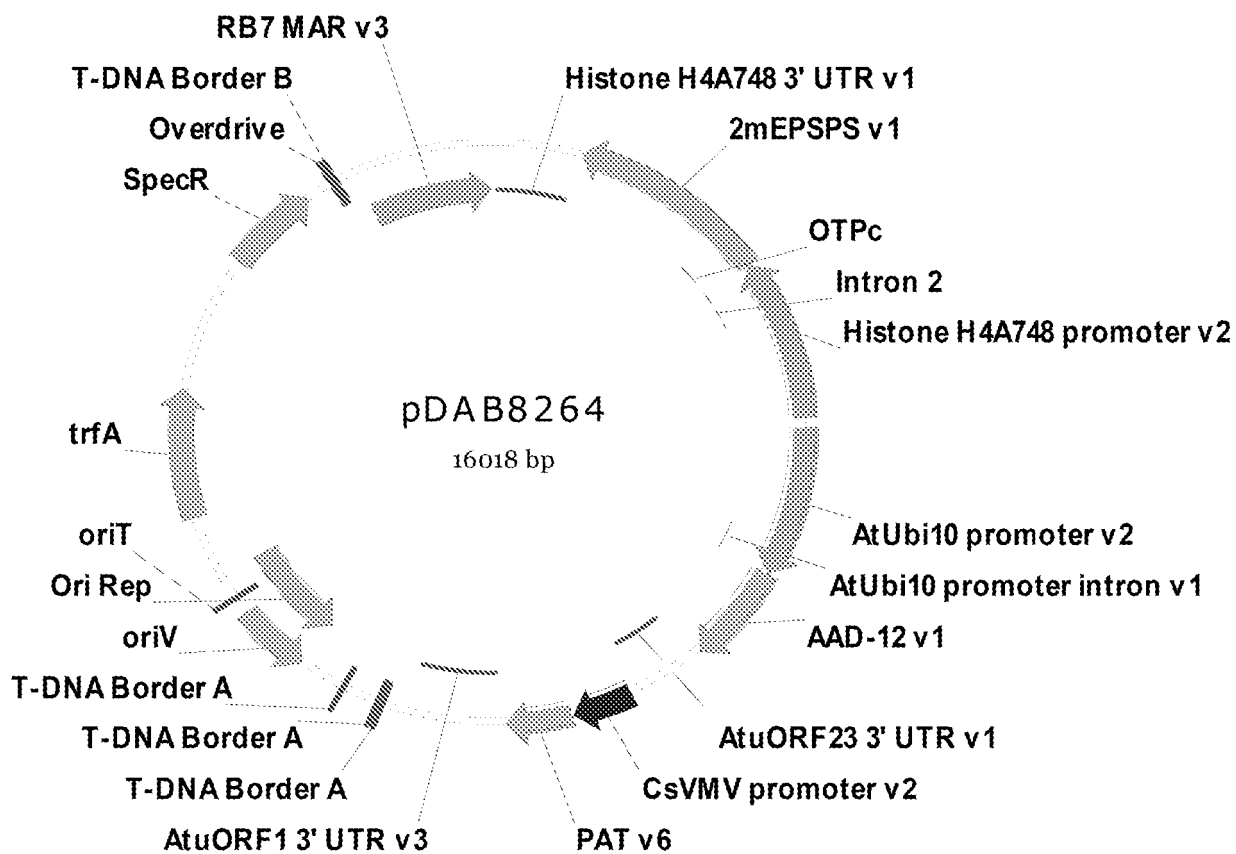 RB7 MAR v3
T-DNA Border B
Overdrive
SpecR
Histone H4A748 3' UTR v1
2mEPSPS v1
OTPc
Intron 2
Histone H4A748 promoter v2
pDAB8264
16018 bp
trfA
oriT
Ori Rep
oriV
T-DNA Border A
T-DNA Border A
T-DNA Border A
AtuORF1 3' UTR v3
AtUbi10 promoter v2
AtUbi10 promoter intron v1
AAD-12 v1
AtuORF23 3' UTR v1
CsVMV promoter v2
PAT v6